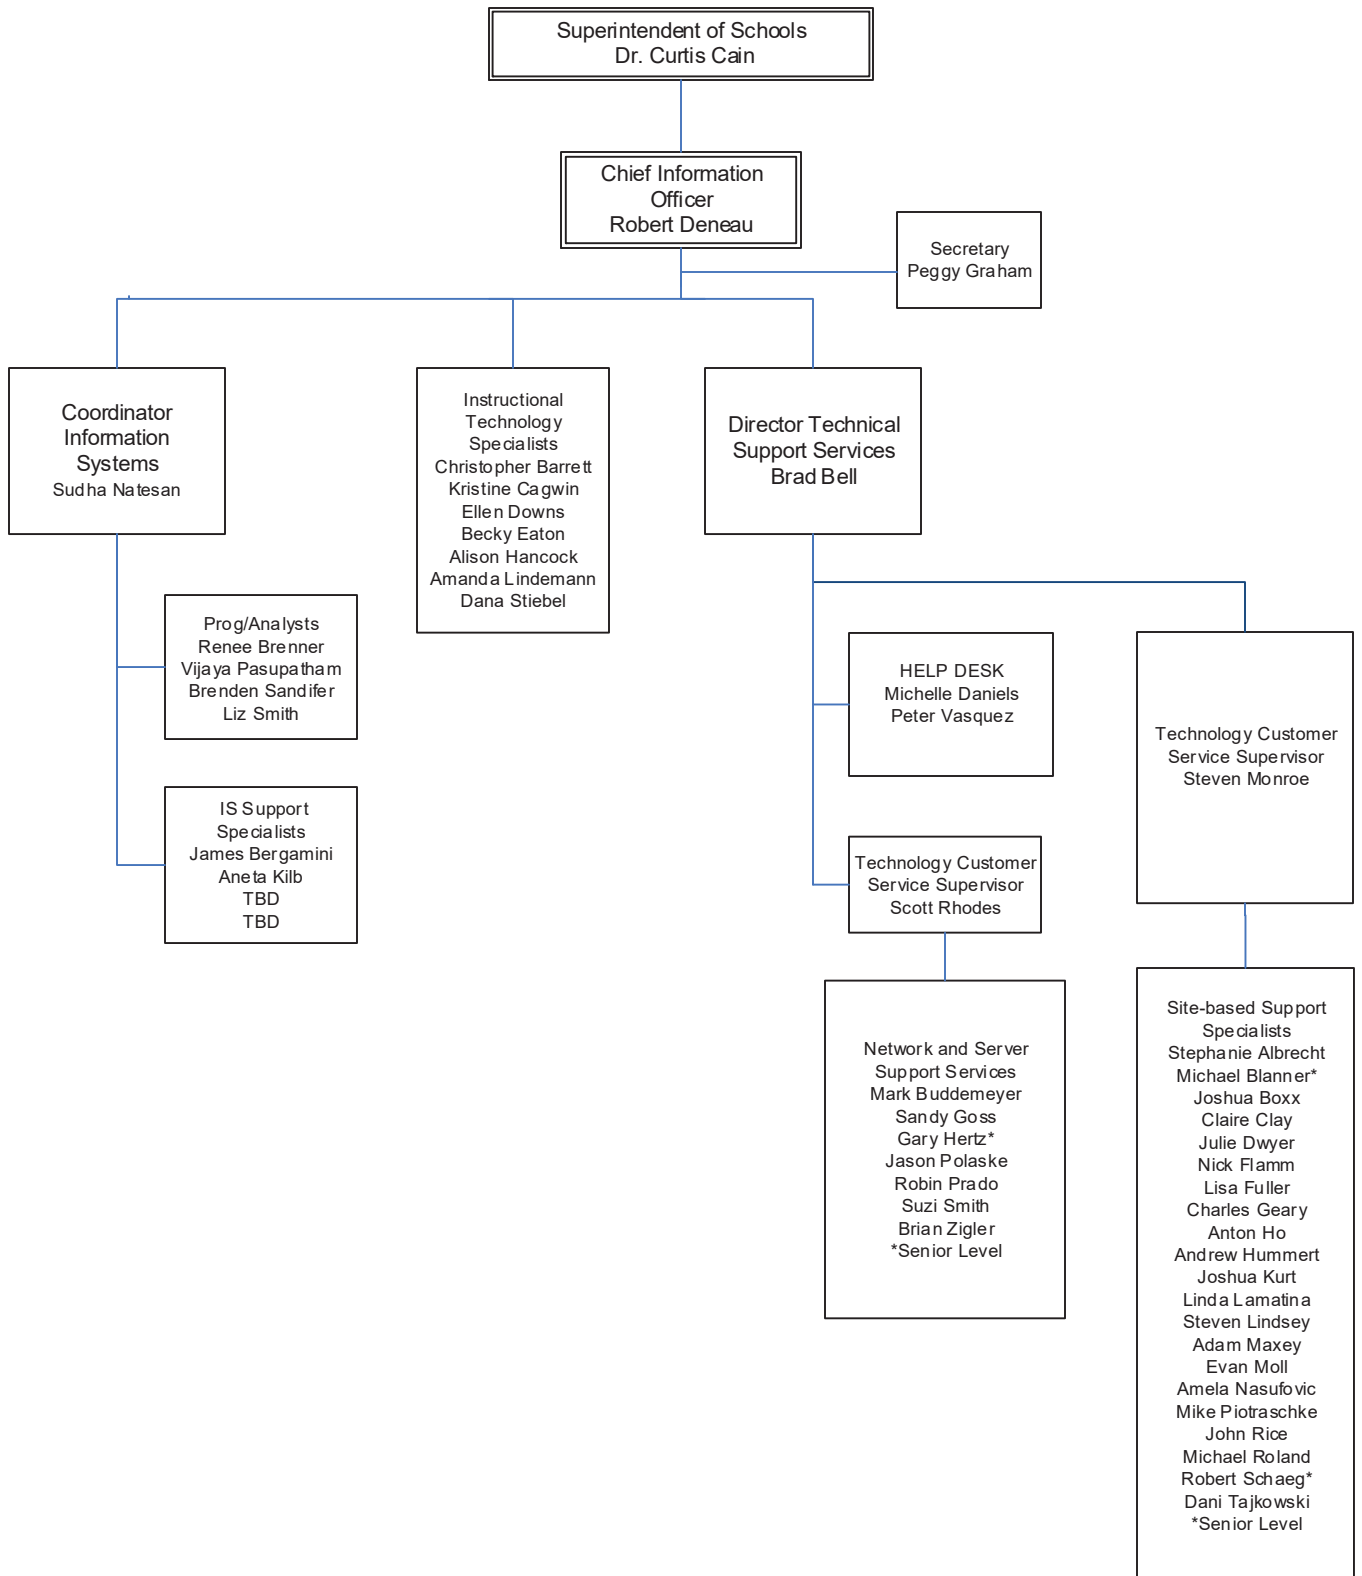 Superintendent of Schools
Dr. Curtis Cain
Chief Information
Officer
Robert Deneau
Secretary
Peggy Graham
Coordinator
Information
Systems
Sudha Natesan
Instructional
Technology
Specialists
Christopher Barrett
Kristine Cagwin
Ellen Downs
Becky Eaton
Alison Hancock
Amanda Lindemann
Dana Stiebel
Director Technical
Support Services
Brad Bell
Prog/Analysts
Renee Brenner
Vijaya Pasupatham
Brenden Sandifer
Liz Smith
IS Support
Specialists
James Bergamini
Aneta Kilb
TBD
TBD
HELP DESK
Michelle Daniels
Peter Vasquez
Technology Customer
Service Supervisor
Scott Rhodes
Network and Server
Support Services
Mark Buddemeyer
Sandy Goss
Gary Hertz*
Jason Polaske
Robin Prado
Suzi Smith
Brian Zigler
*Senior Level
Technology Customer
Service Supervisor
Steven Monroe
Site-based Support
Specialists
Stephanie Albrecht
Michael Blanner*
Joshua Boxx
Claire Clay
Julie Dwyer
Nick Flamm
Lisa Fuller
Charles Geary
Anton Ho
Andrew Hummert
Joshua Kurt
Linda Lamatina
Steven Lindsey
Adam Maxey
Evan Moll
Amela Nasufovic
Mike Piotraschke
John Rice
Michael Roland
Robert Schaeg*
Dani Tajkowski
*Senior Level